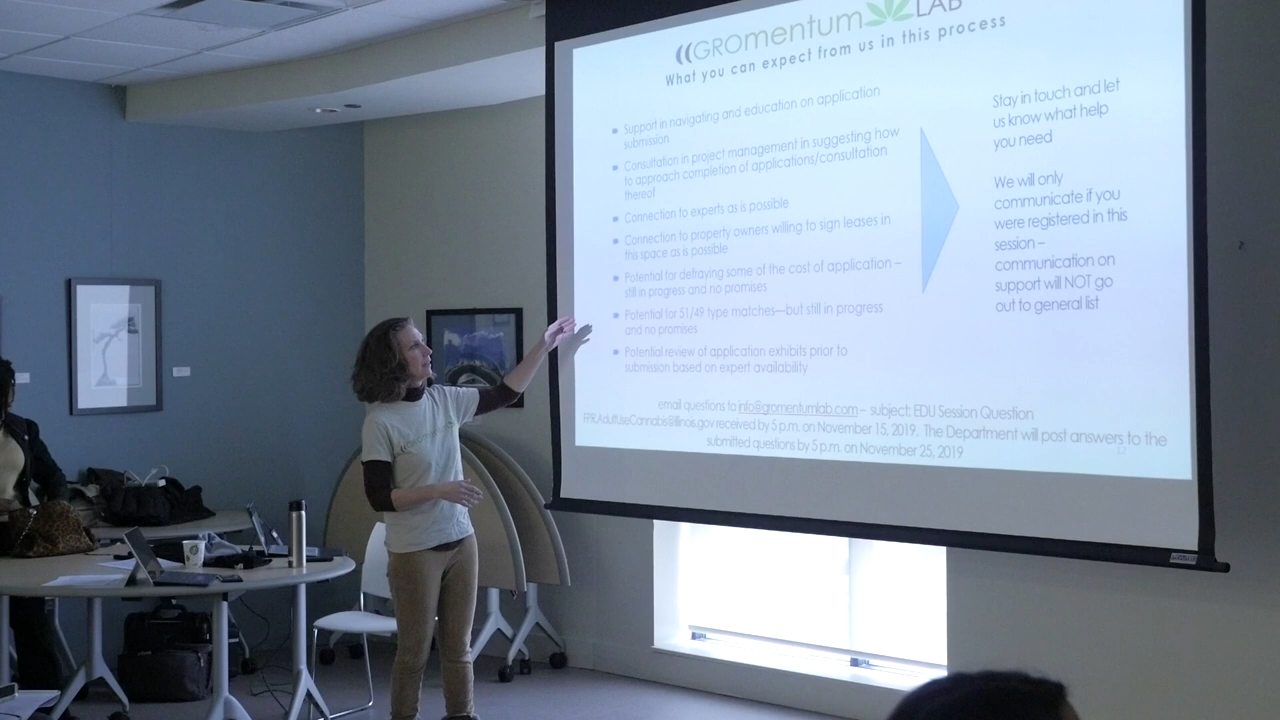 ((GROmentum LAB
What you can expect from us in this process
Support in navigating and education on application
submission
Consultation in project management in suggesting how
to approach completion of applications/consultation
thereof
Connection to experts as is possible
Connection to property owners willing to sign leases in
this space as is possible
Potential for defraying some of the cost of application –
still in progress and no promises
Potential for 51/49 type matches—but still in progress
and no promises
Potential review of application exhibits prior to
submission based on expert availability
Stay in touch and let
us know what help
you need
We will only
communicate if you
were registered in this
session –
communication on
support will NOT go
out to general list
email questions to info@gromentumlab.com – subject: EDU Session Question
FPR.AdultUseCannabis@illinois.gov received by 5 p.m. on November 15, 2019. The Department will post answers to the
submitted questions by 5 p.m. on November 25, 2019